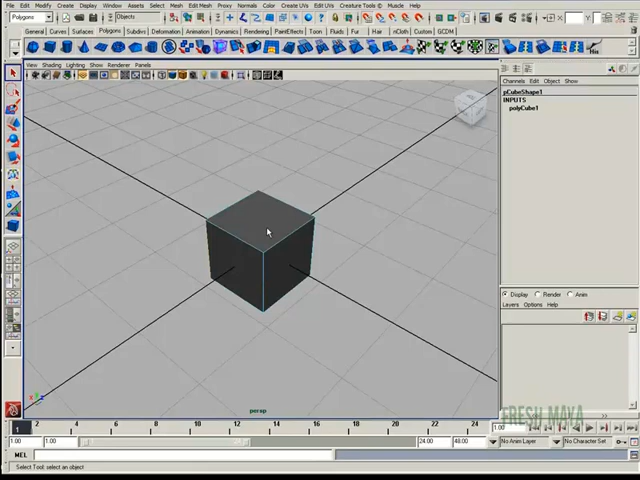 File Edit Modify Create Display Window Assets Select Mesh Edit Mesh Proxy Normals Color Create UVs Edit UVs Creature Tools G Muscle Help
Polygons Objects X: Y: Z:
General Curves Surfaces Polygons Subdivs Deformation Animation Dynamics Rendering PaintEffects Toon Fluids Fur Hair nCloth Custom GCDM
View Shading Lighting Show Renderer Panels
Channels Edit Object Show
pCubeShape1
INPUTS
polyCube1
Display Render Anim
Layers Options Help
persp
FRESH MAYA
1 2 4 6 8 10 12 14 16 18 20 22 24 1.00
1.00 1.00 24.00 48.00 No Anim Layer No Character Set
MEL
Select Tool: select an object